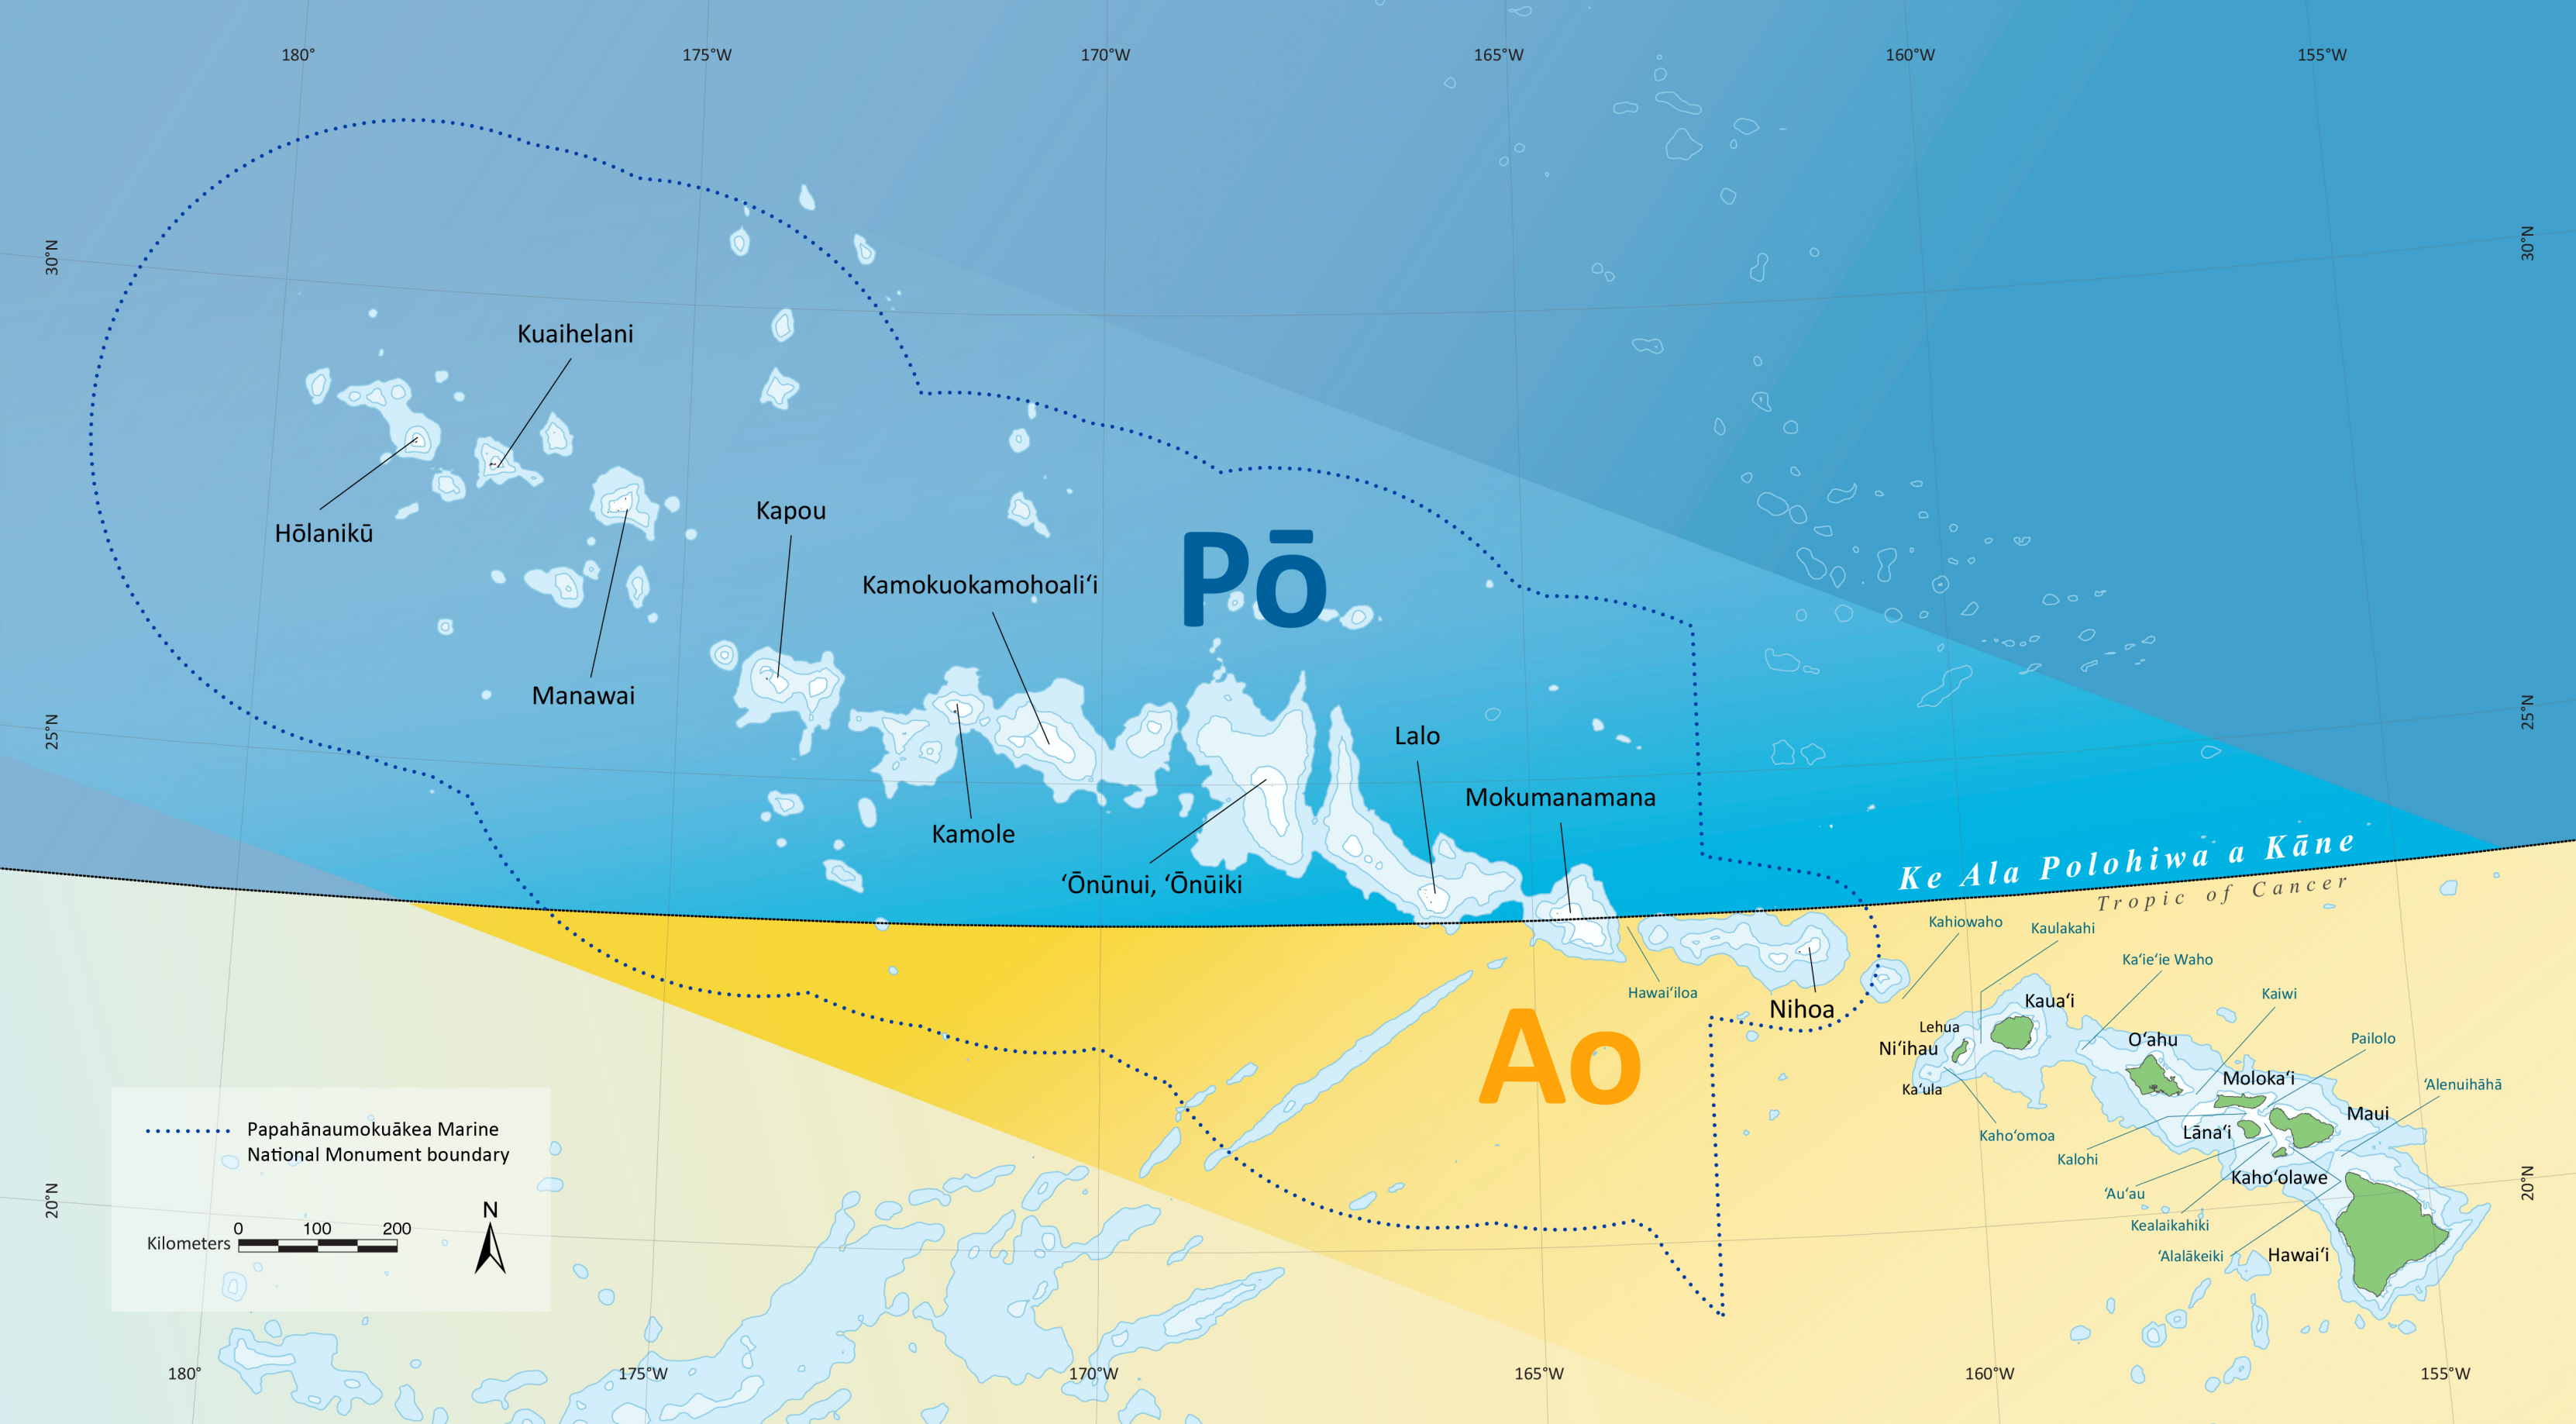 180°
175°W
170°W
165°W
160°W
155°W
30°N
30°N
Kuaihelani
Hōlanikū
Kapou
Pō
Kamokuokamohoaliʻi
Manawai
25°N
25°N
Lalo
Mokumanamana
Kamole
ʻŌnūnui, ʻŌnūiki
Ke Ala Polohiwa a Kāne
Tropic of Cancer
Kahiowaho
Kaulakahi
Kaʻieʻie Waho
Hawaiʻiloa
Kaiwi
Nihoa
Kauaʻi
Ao
Lehua
Niʻihau
Oʻahu
Pailolo
Kaʻula
Molokaʻi
ʻAlenuihāhā
Maui
Lānaʻi
Kahoʻomoa
Kalohi
Kahoʻolawe
ʻAuʻau
20°N
20°N
Kealaikahiki
ʻAlalākeiki
Hawaiʻi
Papahānaumokuākea Marine
National Monument boundary
N
0 100 200
Kilometers
180°
175°W
170°W
165°W
160°W
155°W